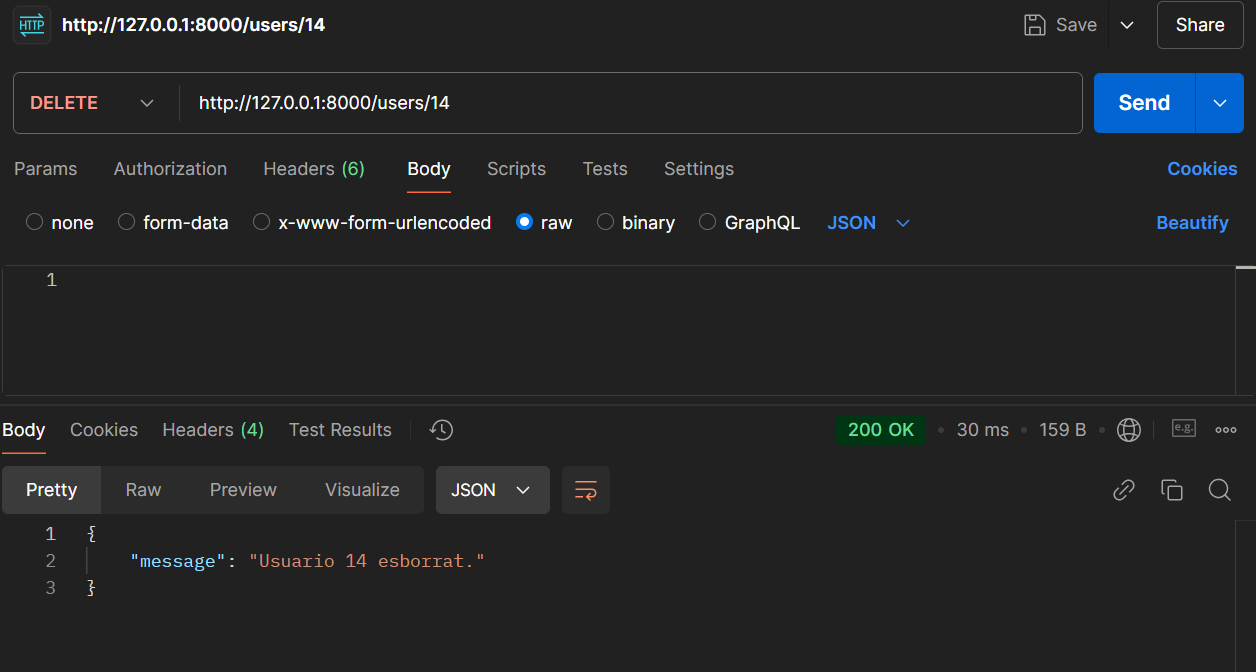 HTTP http://127.0.0.1:8000/users/14 Save Share
DELETE http://127.0.0.1:8000/users/14 Send
Params Authorization Headers (6) Body Scripts Tests Settings Cookies
none form-data x-www-form-urlencoded raw binary GraphQL JSON Beautify
1
Body Cookies Headers (4) Test Results 200 OK 30 ms 159 B e.g.
Pretty Raw Preview Visualize JSON
1 {
2 "message": "Usuario 14 esborrat."
3 }